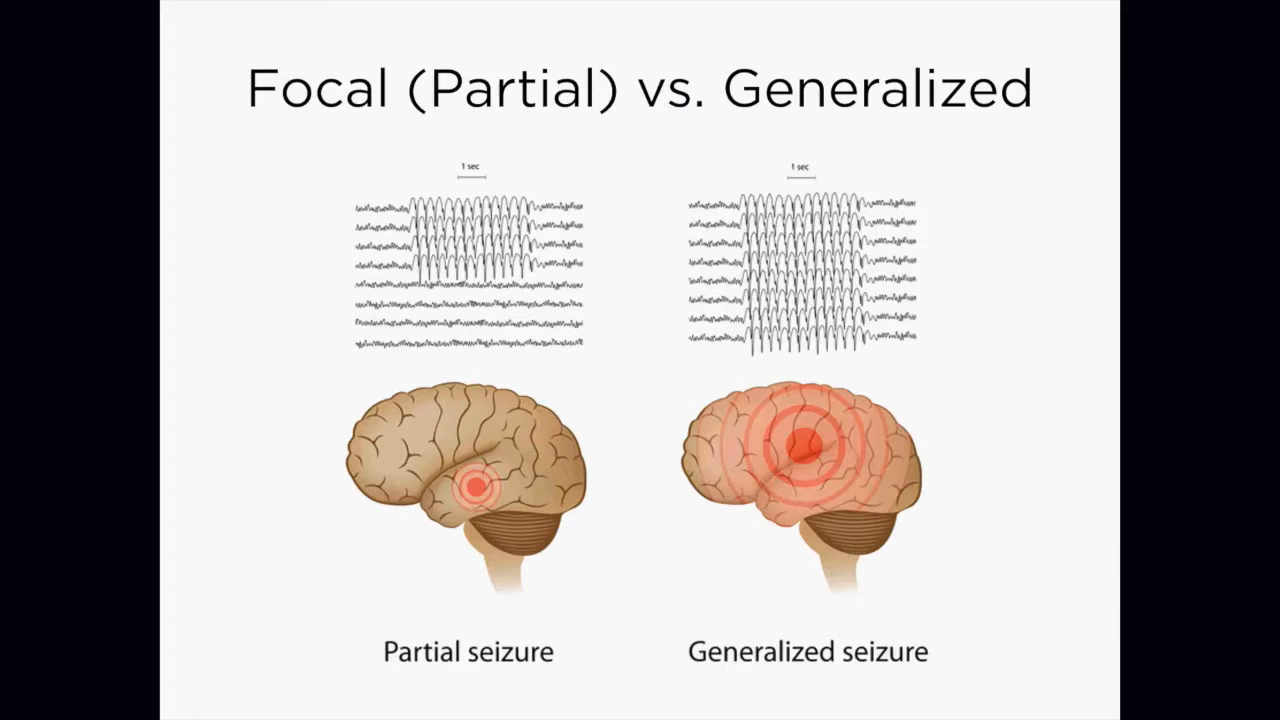 Focal (Partial) vs. Generalized
1 sec
1 sec
Partial seizure
Generalized seizure